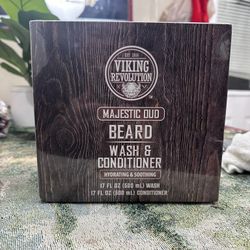 EST. 2014
VIKING
REVOLUTION
MAJESTIC DUO
BEARD
WASH &
CONDITIONER
HYDRATING & SOOTHING
17 FL OZ (500 mL) WASH
17 FL OZ (500 mL) CONDITIONER